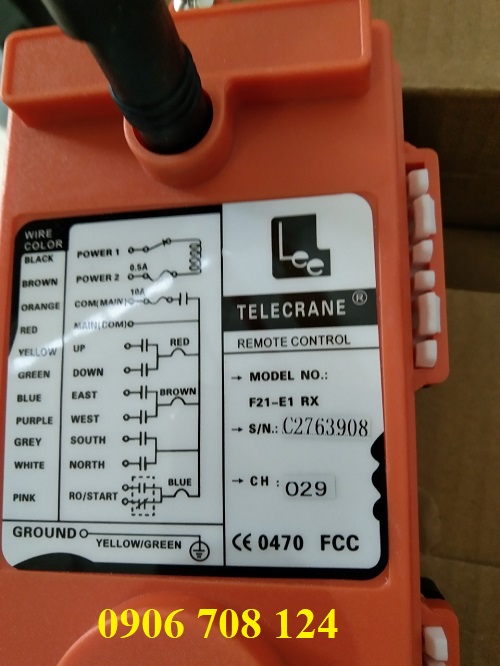 WIRE
COLOR
BLACK
BROWN
ORANGE
RED
YELLOW
GREEN
BLUE
PURPLE
GREY
WHITE
PINK
POWER 1
POWER 2
0.5A
10A
COM(MAIN)
MAIN(COM)
UP
RED
DOWN
EAST
BROWN
WEST
SOUTH
NORTH
BLUE
RO/START
GROUND
YELLOW/GREEN
Lee
TELECRANE ®
REMOTE CONTROL
→ MODEL NO.:
F21-E1 RX
→ S/N.: C2763908
→ CH : 029
CE 0470 FCC
0906 708 124